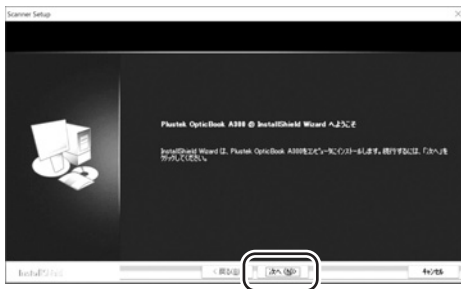 Scanner Setup
Plustek OpticBook A300 の InstallShield Wizard へようこそ
InstallShield Wizard は、Plustek OpticBook A300をコンピュータにインストールします。続行するには、「次へ」を
クリックしてください。
InstallShield
< 戻る(B)
次へ (N)>
キャンセル